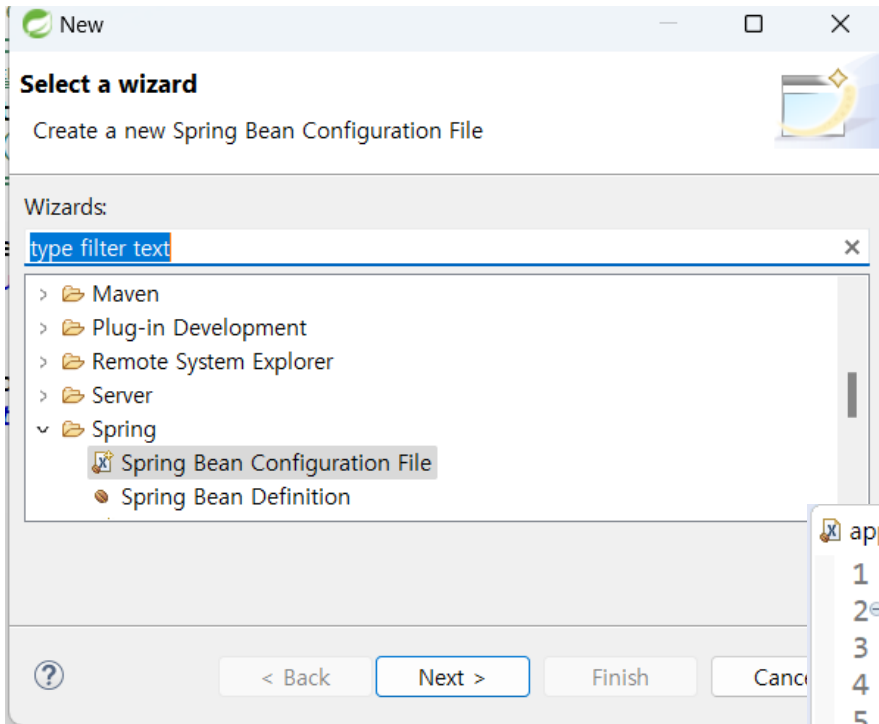 New
Select a wizard
Create a new Spring Bean Configuration File
Wizards:
type filter text
Maven
Plug-in Development
Remote System Explorer
Server
Spring
Spring Bean Configuration File
Spring Bean Definition
< Back
Next >
Finish
Canc
app
1
2
3
4
5